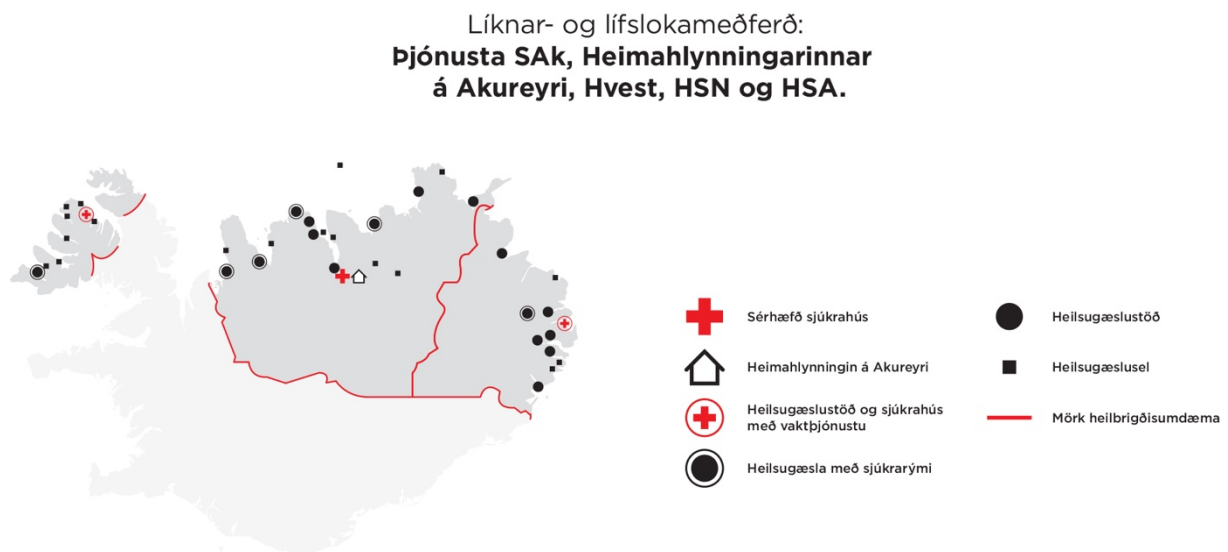 Líknar- og lífslokameðferð:
Þjónusta SAk, Heimahlynningarinnar
á Akureyri, Hvest, HSN og HSA.
Sérhæfð sjúkrahús
Heimahlynningin á Akureyri
Heilsugæslustöð og sjúkrahús
með vaktþjónustu
Heilsugæsla með sjúkrarými
Heilsugæslustöð
Heilsugæslusel
Mörk heilbrigðisumdæma